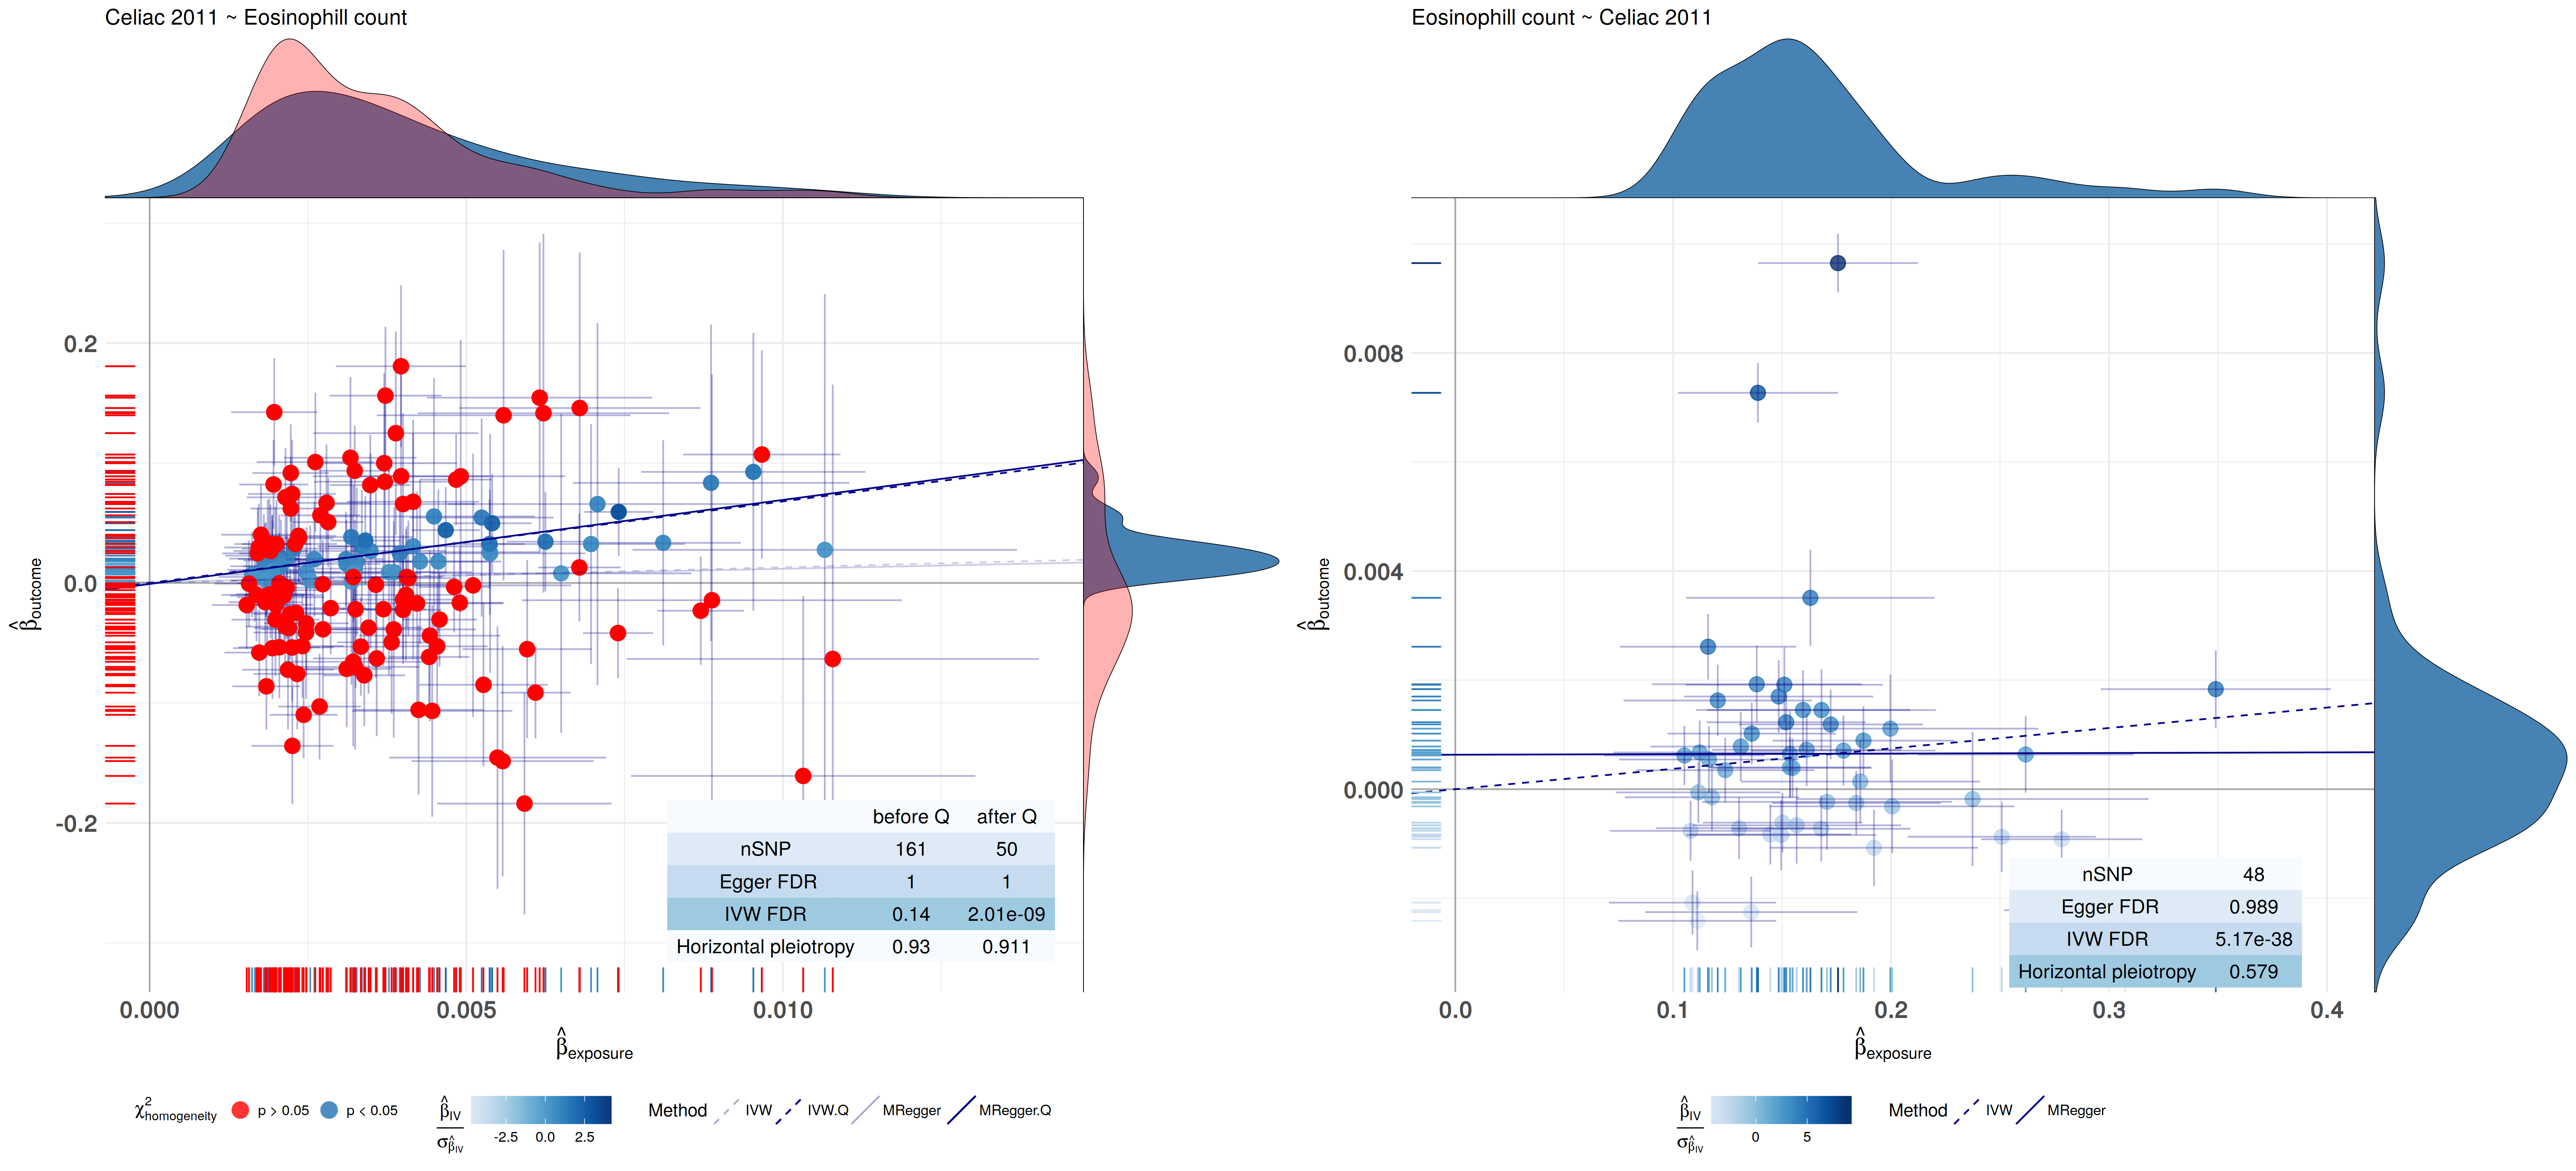 Celiac 2011 ~ Eosinophill count
0.2
0.0
-0.2
β̂outcome
before Q after Q
nSNP 161 50
Egger FDR 1 1
IVW FDR 0.14 2.01e-09
Horizontal pleiotropy 0.93 0.911
0.000 0.005 0.010
β̂exposure
χ²homogeneity p > 0.05 p < 0.05
β̂IV
σβ̂IV
-2.5 0.0 2.5
Method IVW IVW.Q MRegger MRegger.Q
Eosinophill count ~ Celiac 2011
0.008
0.004
0.000
β̂outcome
nSNP 48
Egger FDR 0.989
IVW FDR 5.17e-38
Horizontal pleiotropy 0.579
0.0 0.1 0.2 0.3 0.4
β̂exposure
β̂IV
σβ̂IV
0 5
Method IVW MRegger